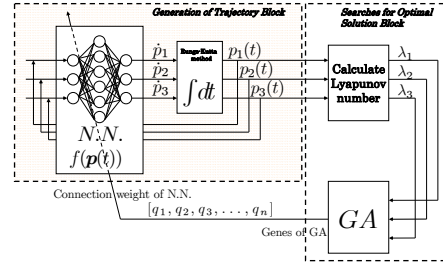 Generation of Trajectory Block
Searches for Optimal
Solution Block
ṗ₁
ṗ₂
ṗ₃
Runge-Kutta
method
∫dt
p₁(t)
p₂(t)
p₃(t)
Calculate
Lyapunov
number
λ₁
λ₂
λ₃
N.N.
f(p(t))
Connection weight of N.N.
[q₁, q₂, q₃, . . . , qₙ]
Genes of GA
GA